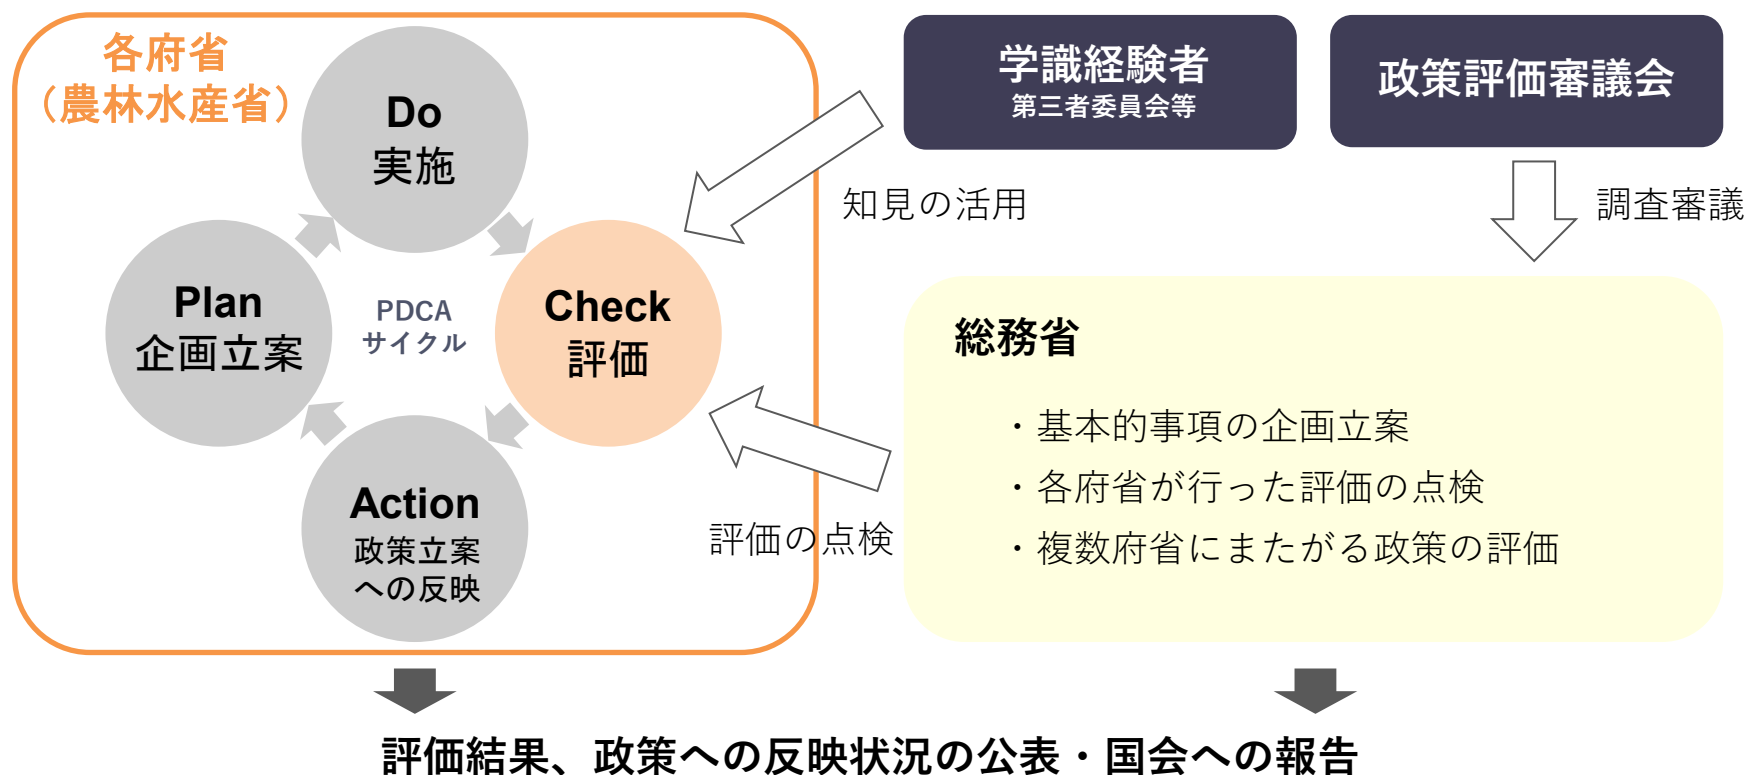 各府省
（農林水産省）
Do
実施
Plan
企画立案
PDCA
サイクル
Check
評価
Action
政策立案
への反映
学識経験者
第三者委員会等
政策評価審議会
知見の活用
調査審議
評価の点検
総務省
・基本的事項の企画立案
・各府省が行った評価の点検
・複数府省にまたがる政策の評価
評価結果、政策への反映状況の公表・国会への報告